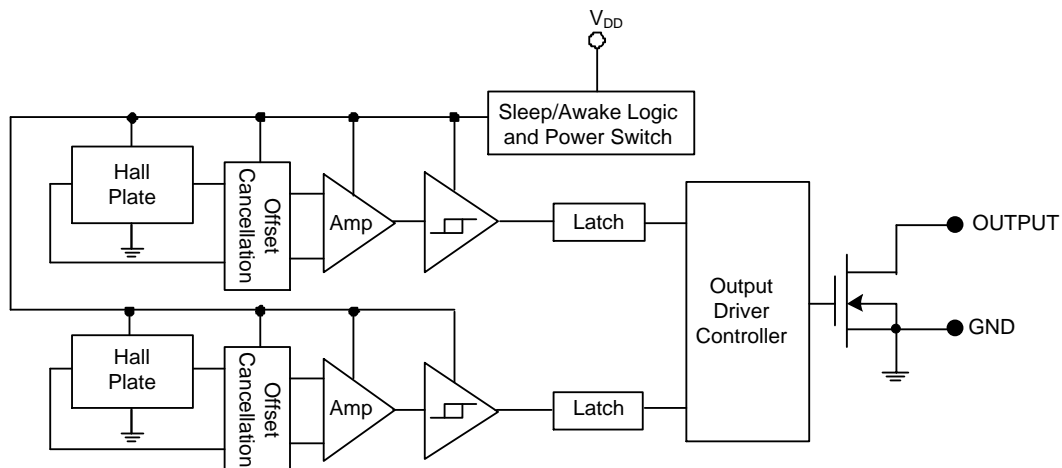 VDD
Sleep/Awake Logic
and Power Switch
Hall
Plate
Offset
Cancellation
Amp
Latch
Output
Driver
Controller
OUTPUT
GND
Hall
Plate
Offset
Cancellation
Amp
Latch